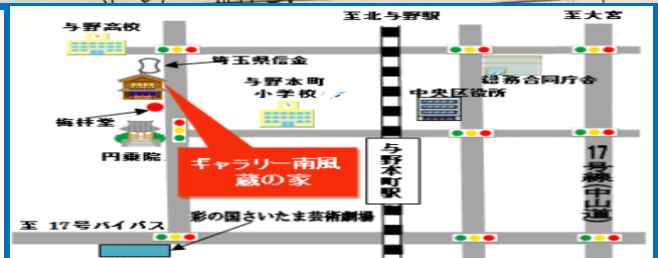 与野高校
至北与野駅
至大宮
埼玉県信金
与野本町
小学校
総務合同庁舎
中央区役所
梅林堂
円乗院
ギャラリー南風
蔵の家
与野本町駅
17号線(中山道)
至 17号バイパス
彩の国さいたま芸術劇場